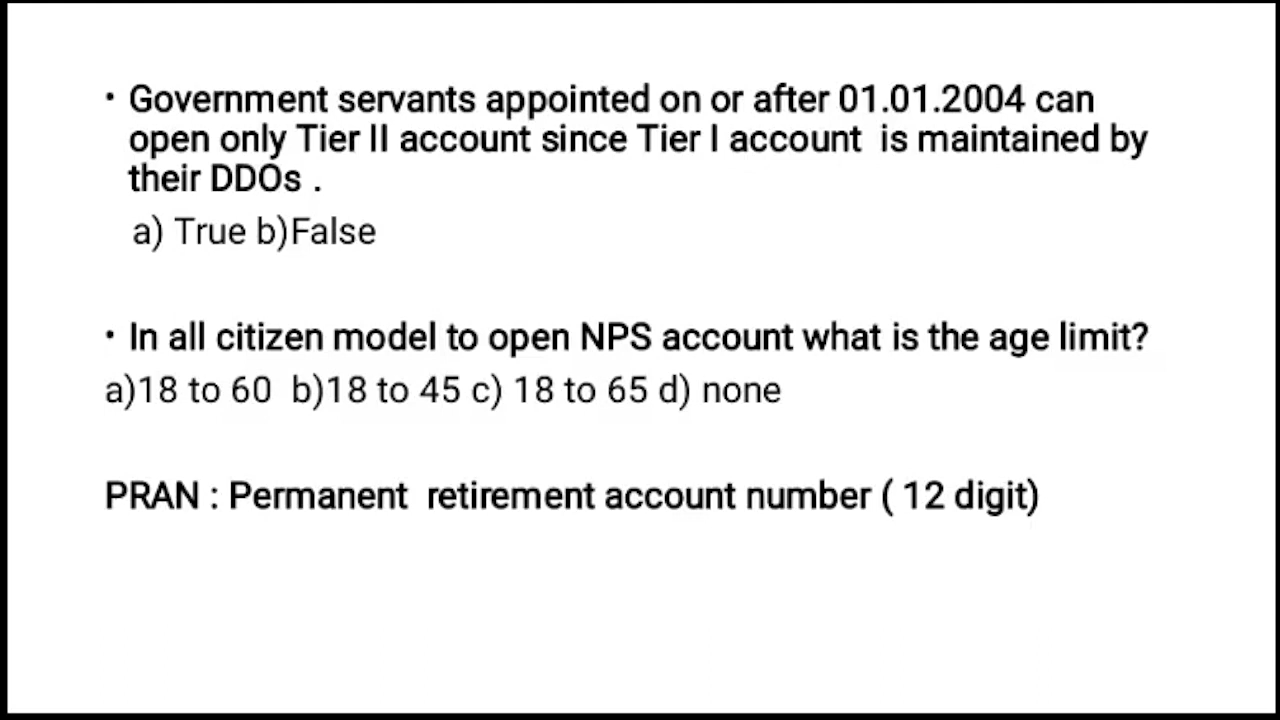 • Government servants appointed on or after 01.01.2004 can
open only Tier II account since Tier I account is maintained by
their DDOs .
a) True b)False
• In all citizen model to open NPS account what is the age limit?
a)18 to 60 b)18 to 45 c) 18 to 65 d) none
PRAN : Permanent retirement account number ( 12 digit)